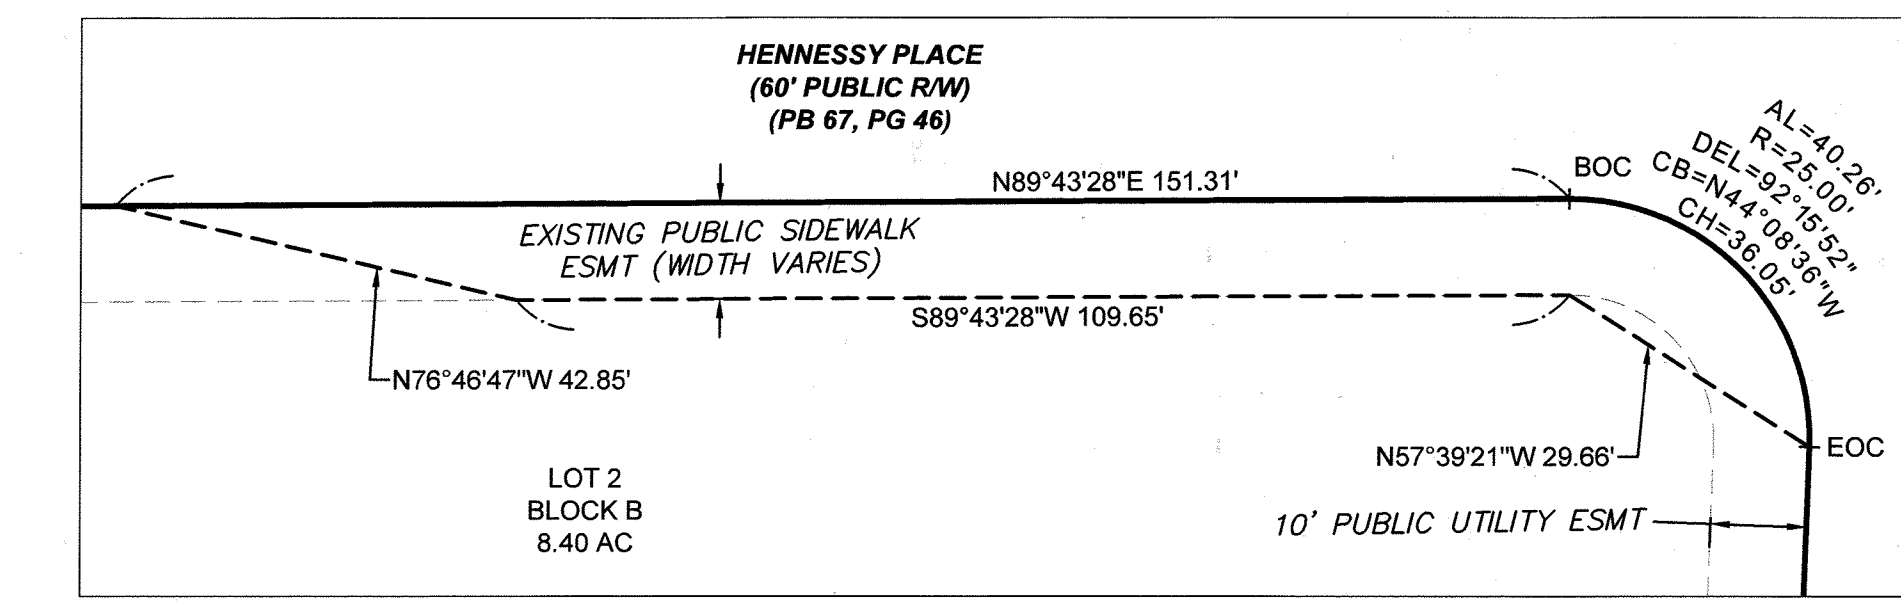 HENNESSY PLACE
(60' PUBLIC R/W)
(PB 67, PG 46)
AL=40.26'
R=25.00'
DEL=92°15'52"
CB=N44°08'36"W
CH=36.05'
BOC
N89°43'28"E 151.31'
EXISTING PUBLIC SIDEWALK
ESMT (WIDTH VARIES)
S89°43'28"W 109.65'
N76°46'47"W 42.85'
N57°39'21"W 29.66'
EOC
LOT 2
BLOCK B
8.40 AC
10' PUBLIC UTILITY ESMT